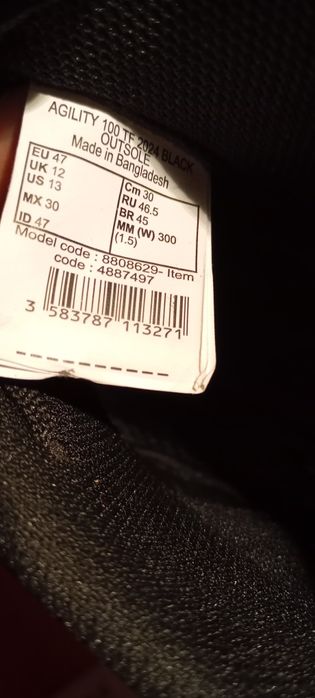 AGILITY 100 TF 2024 BLACK
OUTSOLE
Made in Bangladesh
EU 47
UK 12
US 13
MX 30
ID 47
Cm 30
RU 46.5
BR 45
MM (W) 300
(1.5)
Model code : 8808629- Item
code : 4887497
3 583787 113271